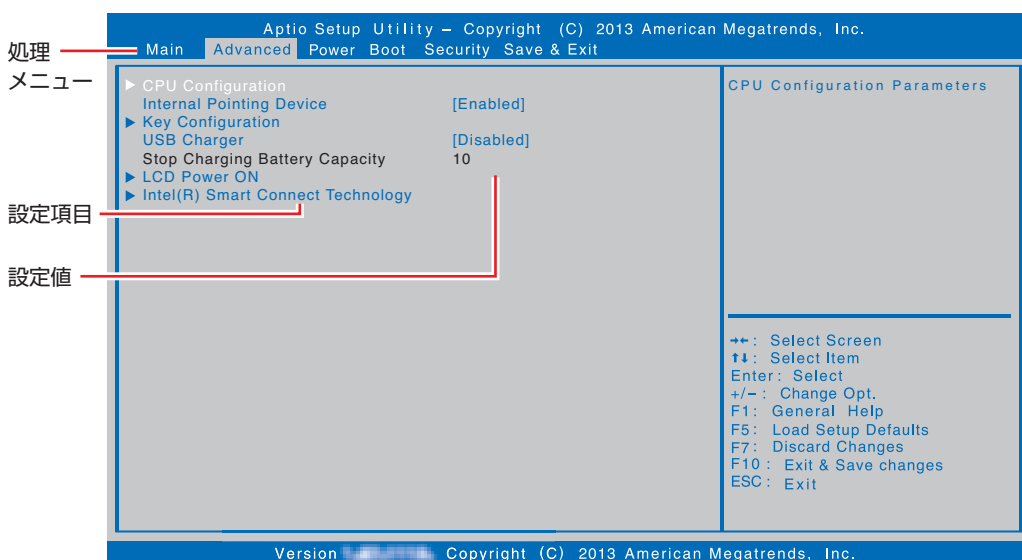 Aptio Setup Utility – Copyright (C) 2013 American Megatrends, Inc.
Main Advanced Power Boot Security Save & Exit
処理
メニュー
▶ CPU Configuration
Internal Pointing Device [Enabled]
▶ Key Configuration
USB Charger [Disabled]
Stop Charging Battery Capacity 10
▶ LCD Power ON
▶ Intel(R) Smart Connect Technology
設定項目
設定値
CPU Configuration Parameters
→←: Select Screen
↑↓: Select Item
Enter: Select
+/–: Change Opt.
F1: General Help
F5: Load Setup Defaults
F7: Discard Changes
F10: Exit & Save changes
ESC: Exit
Version Copyright (C) 2013 American Megatrends, Inc.